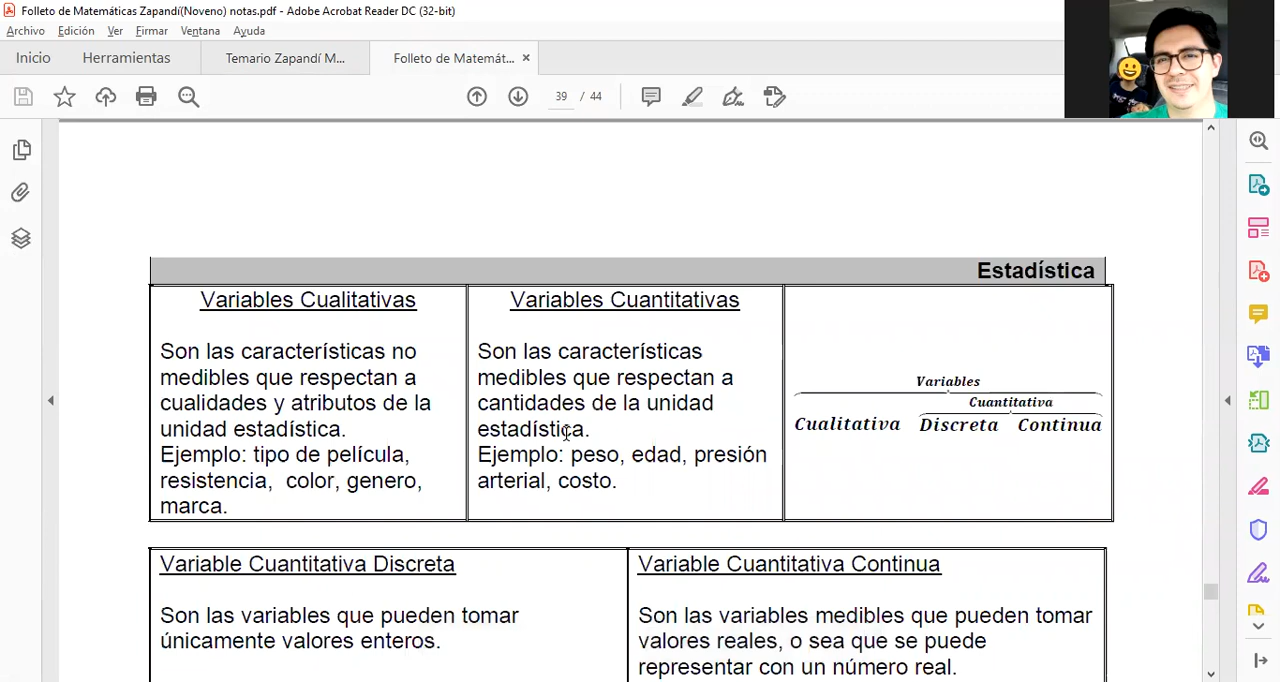 Folleto de Matemáticas Zapandí(Noveno) notas.pdf - Adobe Acrobat Reader DC (32-bit)
Archivo Edición Ver Firmar Ventana Ayuda
Inicio Herramientas Temario Zapandí M... Folleto de Matemát... ×
39 / 44
Estadística
Variables Cualitativas
Son las características no
medibles que respectan a
cualidades y atributos de la
unidad estadística.
Ejemplo: tipo de película,
resistencia, color, genero,
marca.
Variables Cuantitativas
Son las características
medibles que respectan a
cantidades de la unidad
estadística.
Ejemplo: peso, edad, presión
arterial, costo.
Variables
Cuantitativa
Cualitativa Discreta Continua
Variable Cuantitativa Discreta
Son las variables que pueden tomar
únicamente valores enteros.
Variable Cuantitativa Continua
Son las variables medibles que pueden tomar
valores reales, o sea que se puede
representar con un número real.